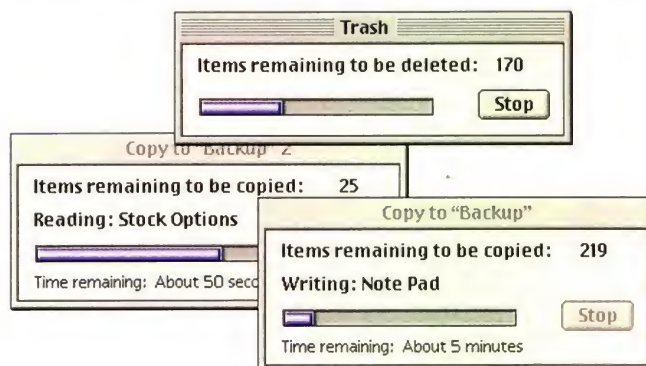 Trash
Items remaining to be deleted: 170
Stop
Copy to "Backup" 2
Items remaining to be copied: 25
Reading: Stock Options
Time remaining: About 50
Copy to “Backup”
Items remaining to be copied: 219
Writing: Note Pad
Stop
Time remaining: About 5 minutes